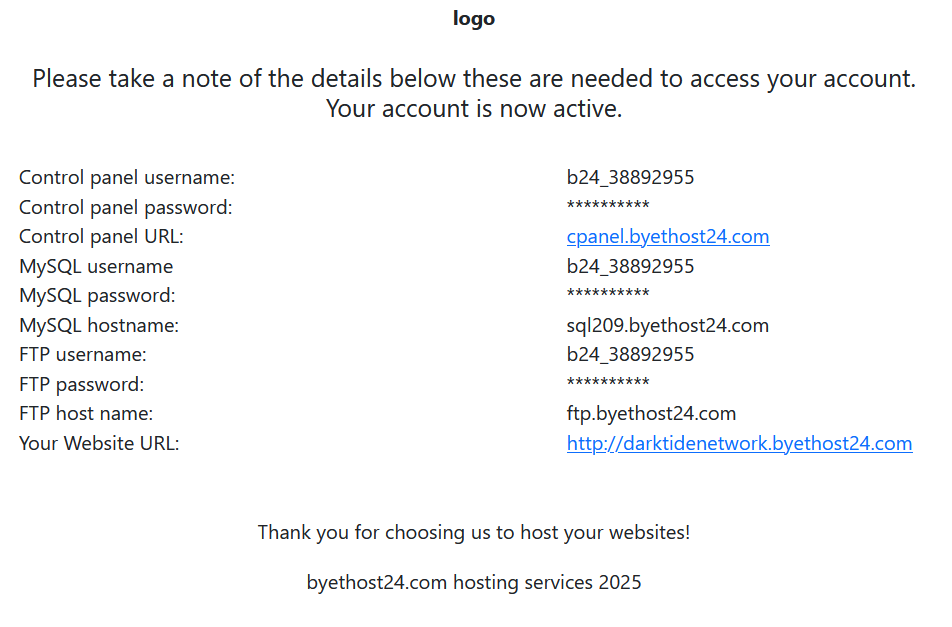 logo
Please take a note of the details below these are needed to access your account.
Your account is now active.
Control panel username: b24_38892955
Control panel password: **********
Control panel URL: cpanel.byethost24.com
MySQL username b24_38892955
MySQL password: **********
MySQL hostname: sql209.byethost24.com
FTP username: b24_38892955
FTP password: **********
FTP host name: ftp.byethost24.com
Your Website URL: http://darktidenetwork.byethost24.com
Thank you for choosing us to host your websites!
byethost24.com hosting services 2025